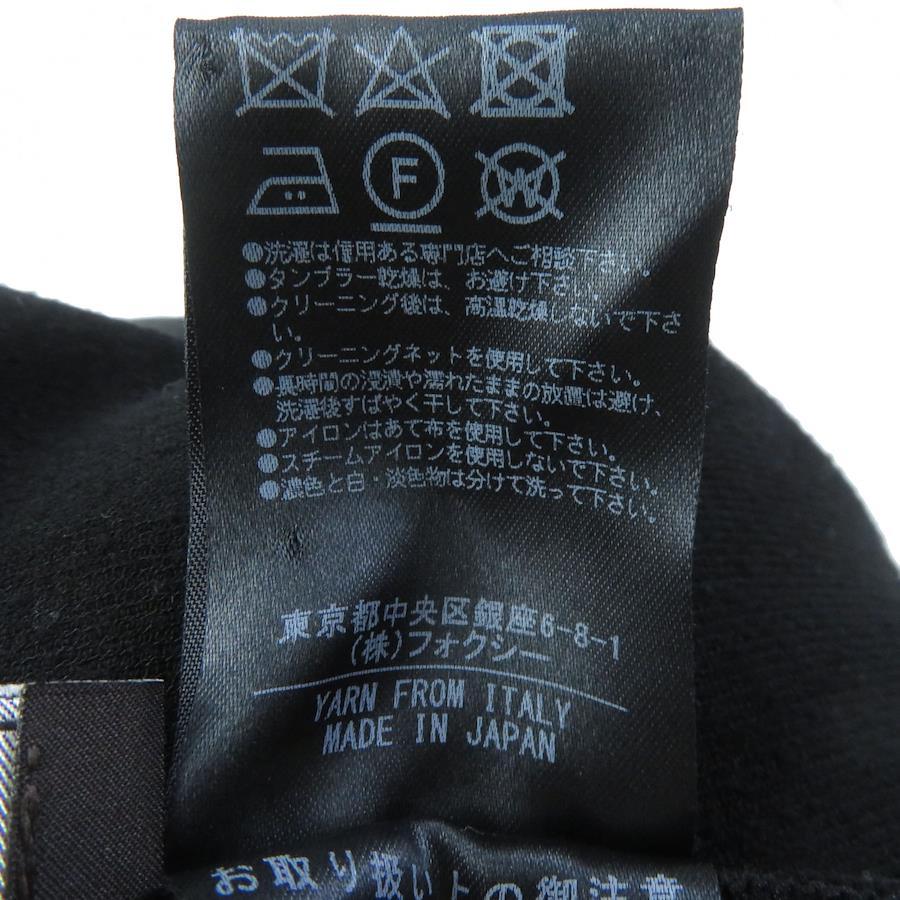 F
W
●洗濯は信用ある専門店へご相談下さい。
●タンブラー乾燥は、お避け下さい。
●クリーニング後は、高温乾燥しないで下さ
い。
●クリーニングネットを使用して下さい。
●長時間の浸漬や濡れたままの放置は避け、
洗濯後すばやく干して下さい。
●アイロンはあて布を使用して下さい。
●スチームアイロンを使用しないで下さい。
●濃色と白・淡色物は分けて洗って下さい。
東京都中央区銀座6-8-1
(株)フォクシー
YARN FROM ITALY
MADE IN JAPAN
お取り扱い上の御注意